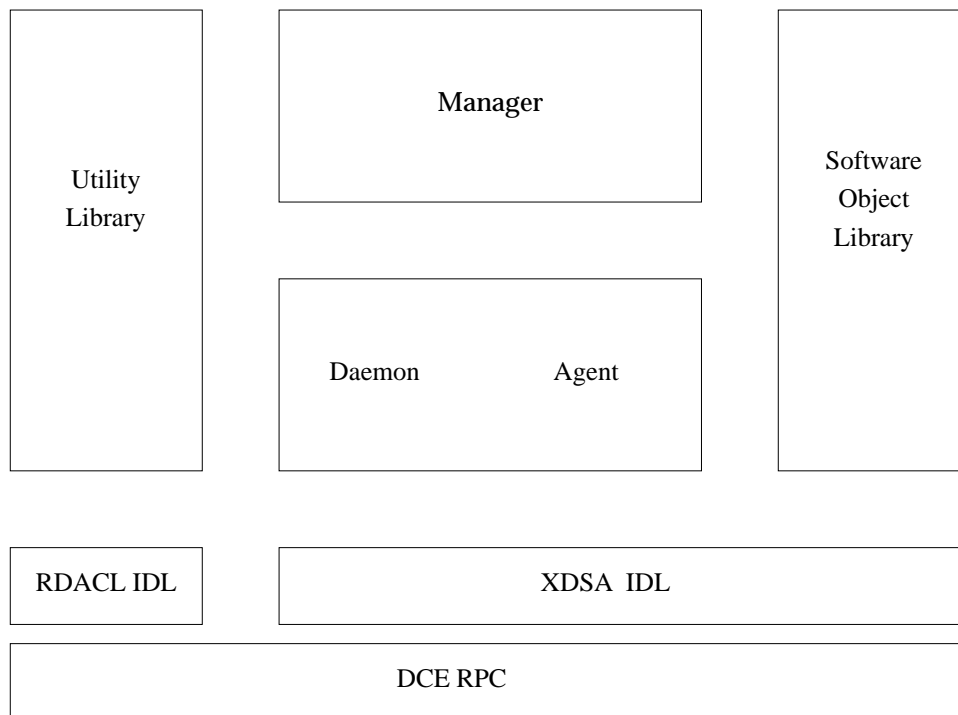 Manager
Utility
Library
Software
Object
Library
Daemon
Agent
RDACL IDL
XDSA IDL
DCE RPC